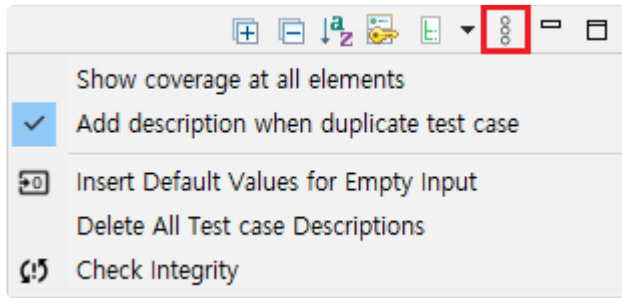 Show coverage at all elements
Add description when duplicate test case
Insert Default Values for Empty Input
Delete All Test case Descriptions
Check Integrity